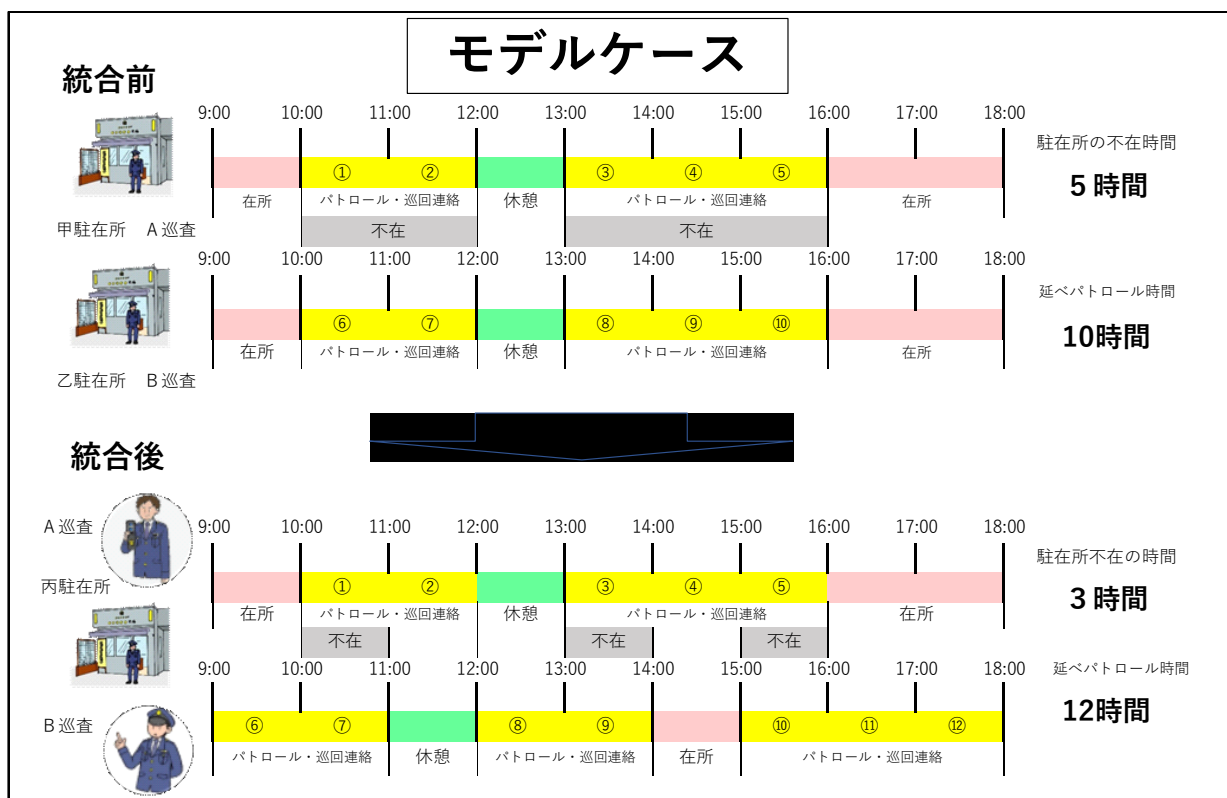 モデルケース
統合前
9:00 10:00 11:00 12:00 13:00 14:00 15:00 16:00 17:00 18:00
駐在所の不在時間
① ② ③ ④ ⑤
5時間
在所 パトロール・巡回連絡 休憩 パトロール・巡回連絡 在所
甲駐在所 A巡査
不在 不在
9:00 10:00 11:00 12:00 13:00 14:00 15:00 16:00 17:00 18:00
延べパトロール時間
⑥ ⑦ ⑧ ⑨ ⑩
10時間
在所 パトロール・巡回連絡 休憩 パトロール・巡回連絡 在所
乙駐在所 B巡査
統合後
A巡査
9:00 10:00 11:00 12:00 13:00 14:00 15:00 16:00 17:00 18:00
駐在所不在の時間
丙駐在所
① ② ③ ④ ⑤
3時間
在所 パトロール・巡回連絡 休憩 パトロール・巡回連絡 在所
不在 不在 不在
9:00 10:00 11:00 12:00 13:00 14:00 15:00 16:00 17:00 18:00
延べパトロール時間
B巡査
⑥ ⑦ ⑧ ⑨ ⑩ ⑪ ⑫
12時間
パトロール・巡回連絡 休憩 パトロール・巡回連絡 在所 パトロール・巡回連絡